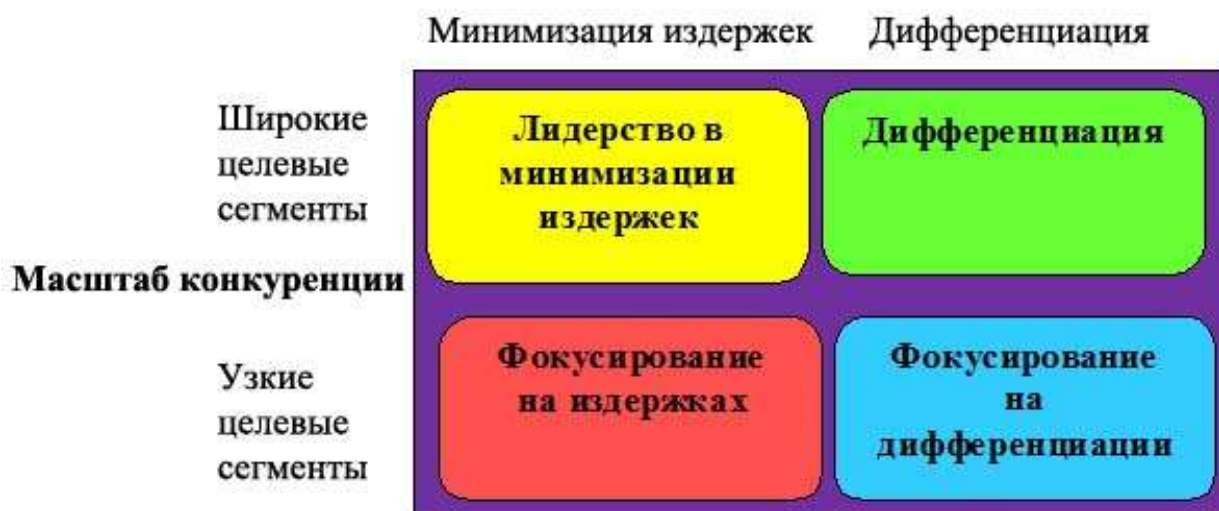 Минимизация издержек
Дифференциация
Широкие
целевые
сегменты
Лидерство в
минимизации
издержек
Дифференциация
Масштаб конкуренции
Узкие
целевые
сегменты
Фокусирование
на издержках
Фокусирование
на
дифференциации